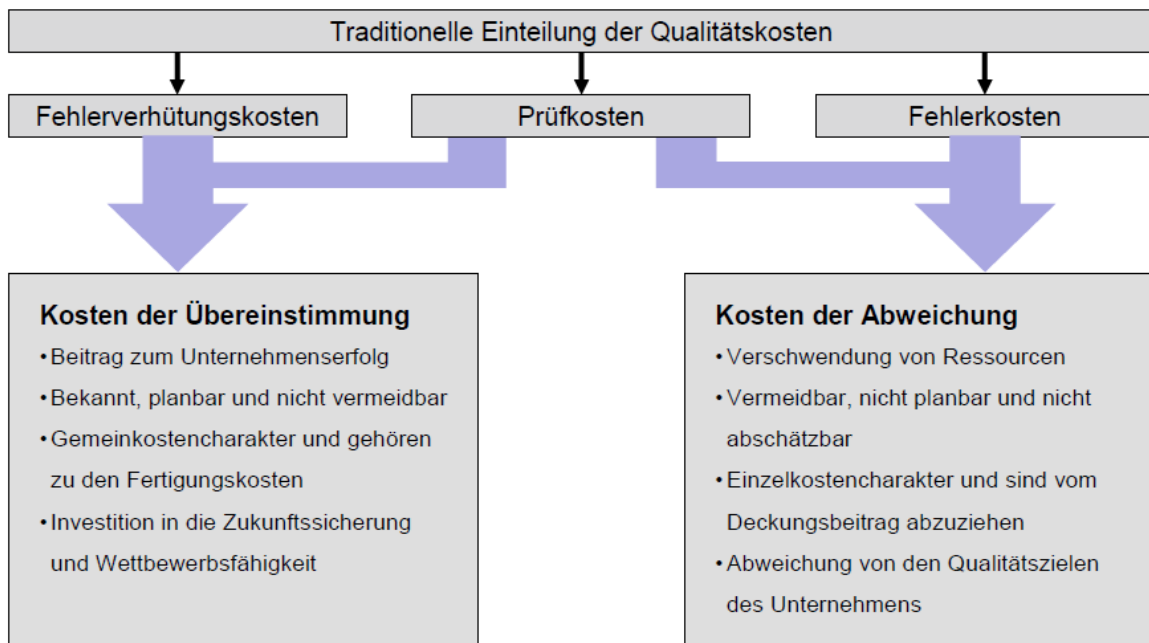 Traditionelle Einteilung der Qualitätskosten
Fehlerverhütungskosten
Prüfkosten
Fehlerkosten
Kosten der Übereinstimmung
• Beitrag zum Unternehmenserfolg
• Bekannt, planbar und nicht vermeidbar
• Gemeinkostencharakter und gehören
zu den Fertigungskosten
• Investition in die Zukunftssicherung
und Wettbewerbsfähigkeit
Kosten der Abweichung
• Verschwendung von Ressourcen
• Vermeidbar, nicht planbar und nicht
abschätzbar
• Einzelkostencharakter und sind vom
Deckungsbeitrag abzuziehen
• Abweichung von den Qualitätszielen
des Unternehmens